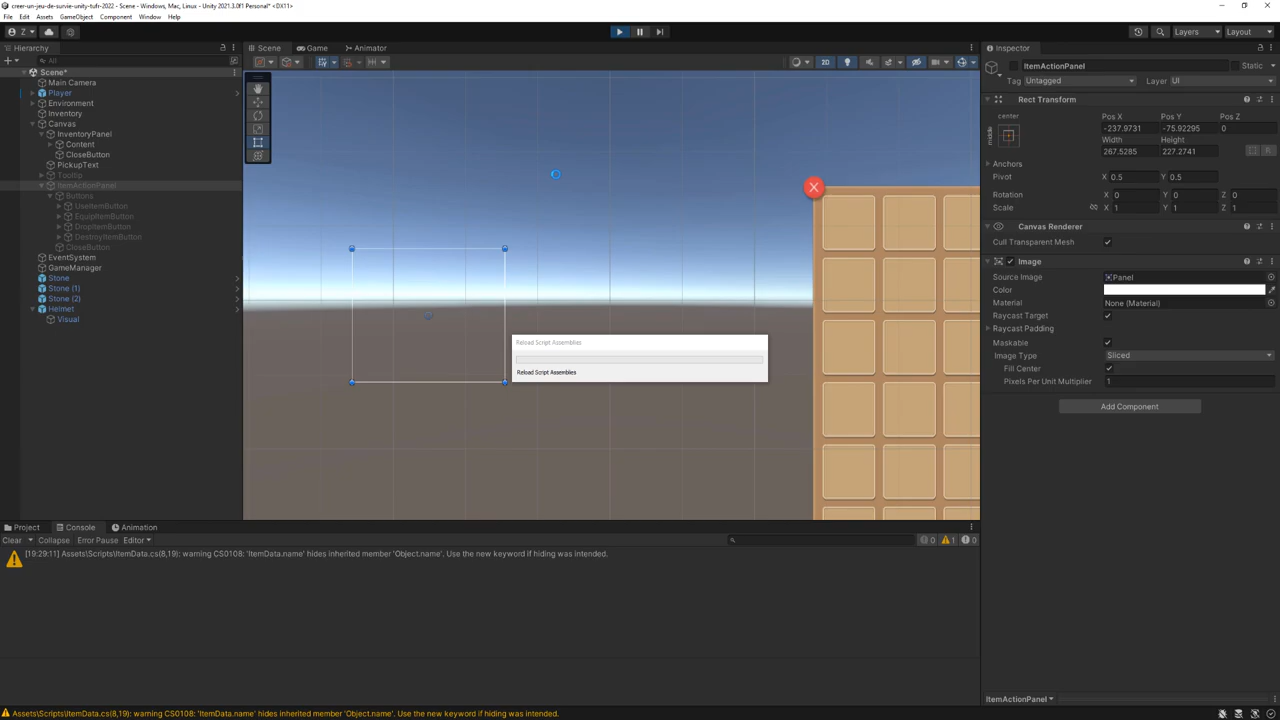 creer-un-jeu-de-survie-unity-tufr-2022 - Scene - Windows, Mac, Linux - Unity 2021.3.0f1 Personal* <DX11>
File Edit Assets GameObject Component Window Help
Z
Layers Layout
Hierarchy
All
Scene*
Main Camera
Player
Environment
Inventory
Canvas
InventoryPanel
Content
CloseButton
PickupText
Tooltip
ItemActionPanel
Buttons
UseItemButton
EquipItemButton
DropItemButton
DestroyItemButton
CloseButton
EventSystem
GameManager
Stone
Stone (1)
Stone (2)
Helmet
Visual
Scene Game Animator
2D
X
Reload Script Assemblies
Reload Script Assemblies
Inspector
ItemActionPanel Static
Tag Untagged Layer UI
Rect Transform
center
middle
Pos X Pos Y Pos Z
-237.9731 -75.92295 0
Width Height
267.5285 227.2741
R
Anchors
Pivot X 0.5 Y 0.5
Rotation X 0 Y 0 Z 0
Scale X 1 Y 1 Z 1
Canvas Renderer
Cull Transparent Mesh
Image
Source Image Panel
Color
Material None (Material)
Raycast Target
Raycast Padding
Maskable
Image Type Sliced
Fill Center
Pixels Per Unit Multiplier 1
Add Component
ItemActionPanel
Project Console Animation
Clear Collapse Error Pause Editor
0 1 0
[19:29:11] Assets\Scripts\ItemData.cs(8,19): warning CS0108: 'ItemData.name' hides inherited member 'Object.name'. Use the new keyword if hiding was intended.
Assets\Scripts\ItemData.cs(8,19): warning CS0108: 'ItemData.name' hides inherited member 'Object.name'. Use the new keyword if hiding was intended.